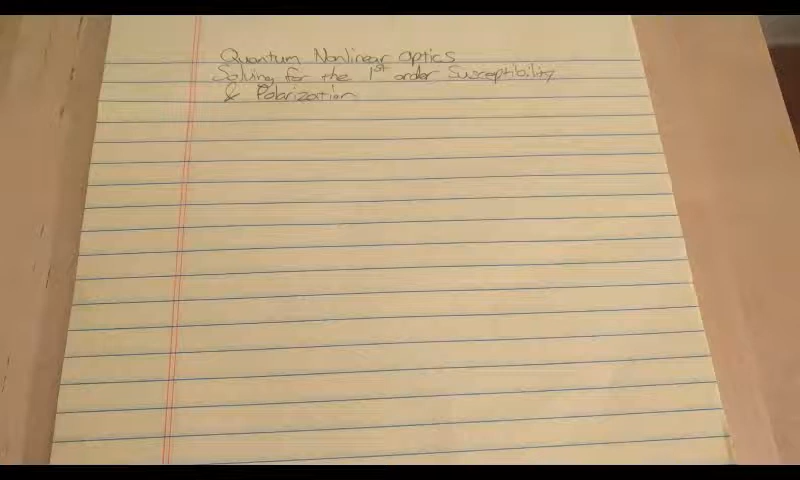 Quantum Nonlinear Optics
Solving for the 1st order Susceptibility
& Polarization